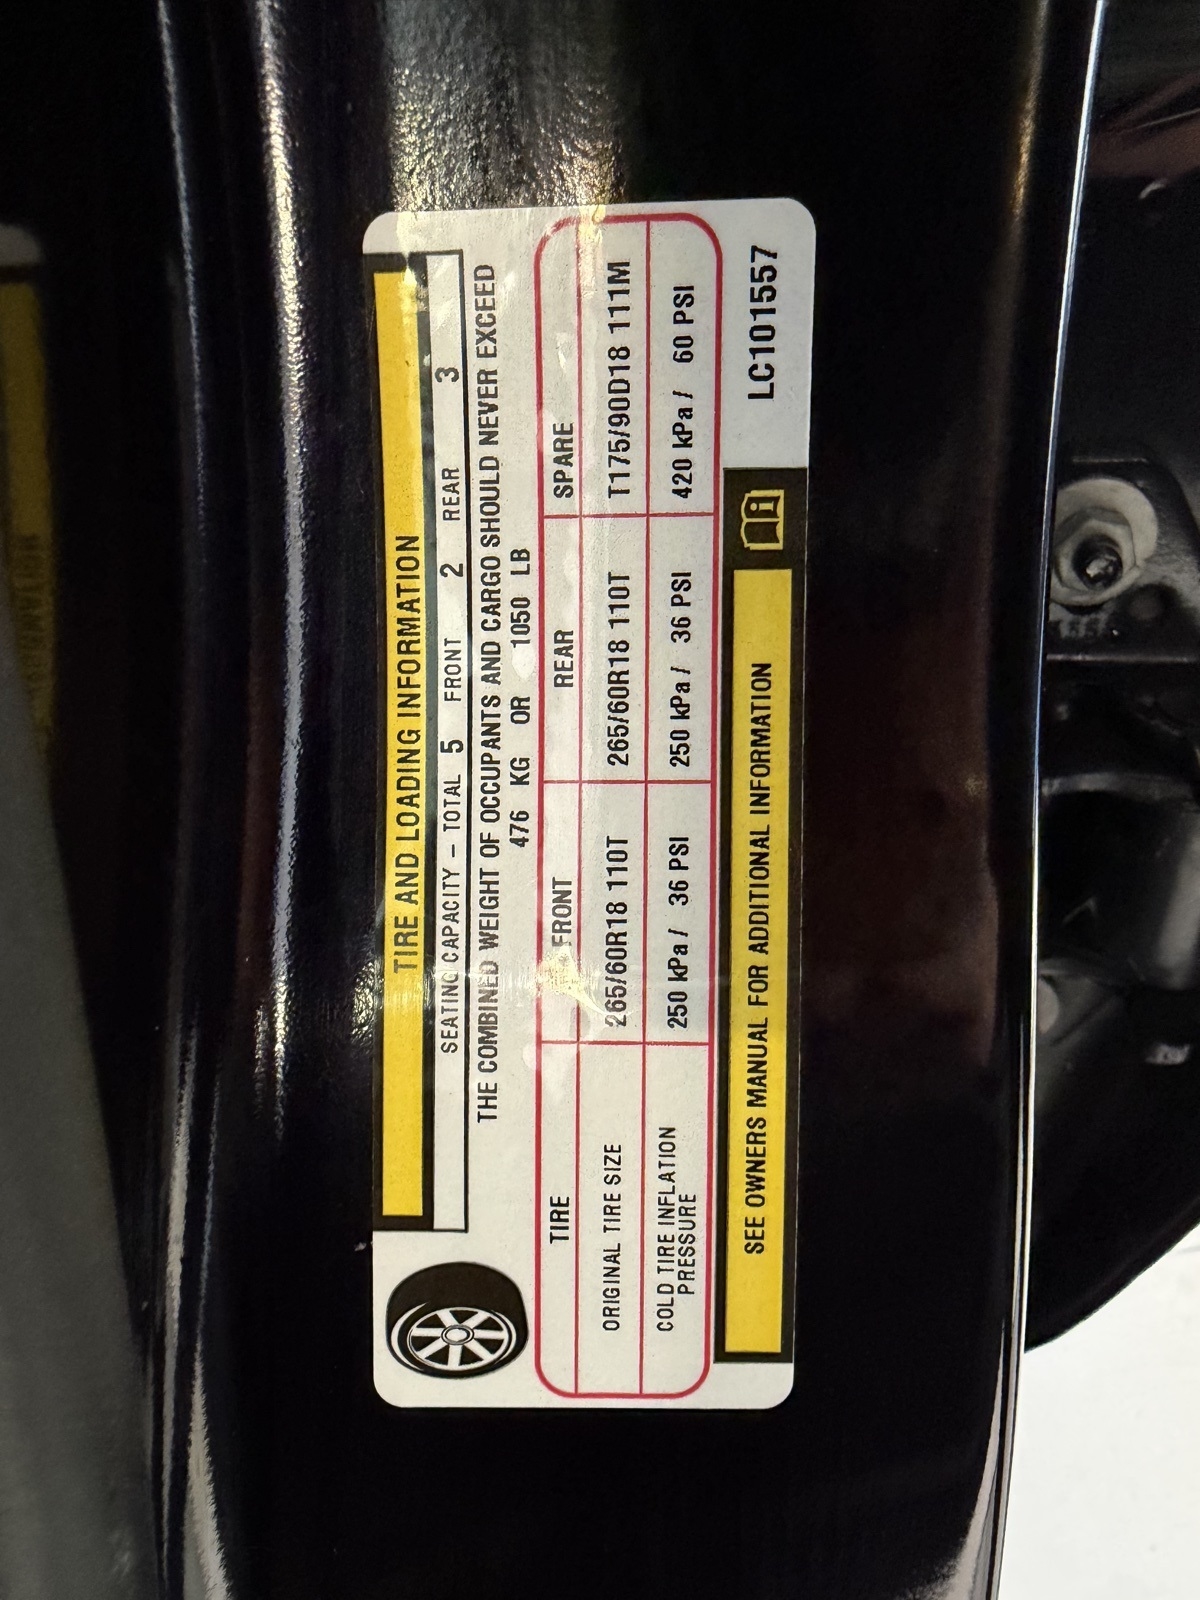 TIRE AND LOADING INFORMATION
SEATING CAPACITY - TOTAL 5 FRONT 2 REAR 3
THE COMBINED WEIGHT OF OCCUPANTS AND CARGO SHOULD NEVER EXCEED
476 KG OR 1050 LB
TIRE FRONT REAR SPARE
ORIGINAL TIRE SIZE 265/60R18 110T 265/60R18 110T T175/90D18 111M
COLD TIRE INFLATION PRESSURE 250 kPa / 36 PSI 250 kPa / 36 PSI 420 kPa / 60 PSI
SEE OWNERS MANUAL FOR ADDITIONAL INFORMATION
LC101557